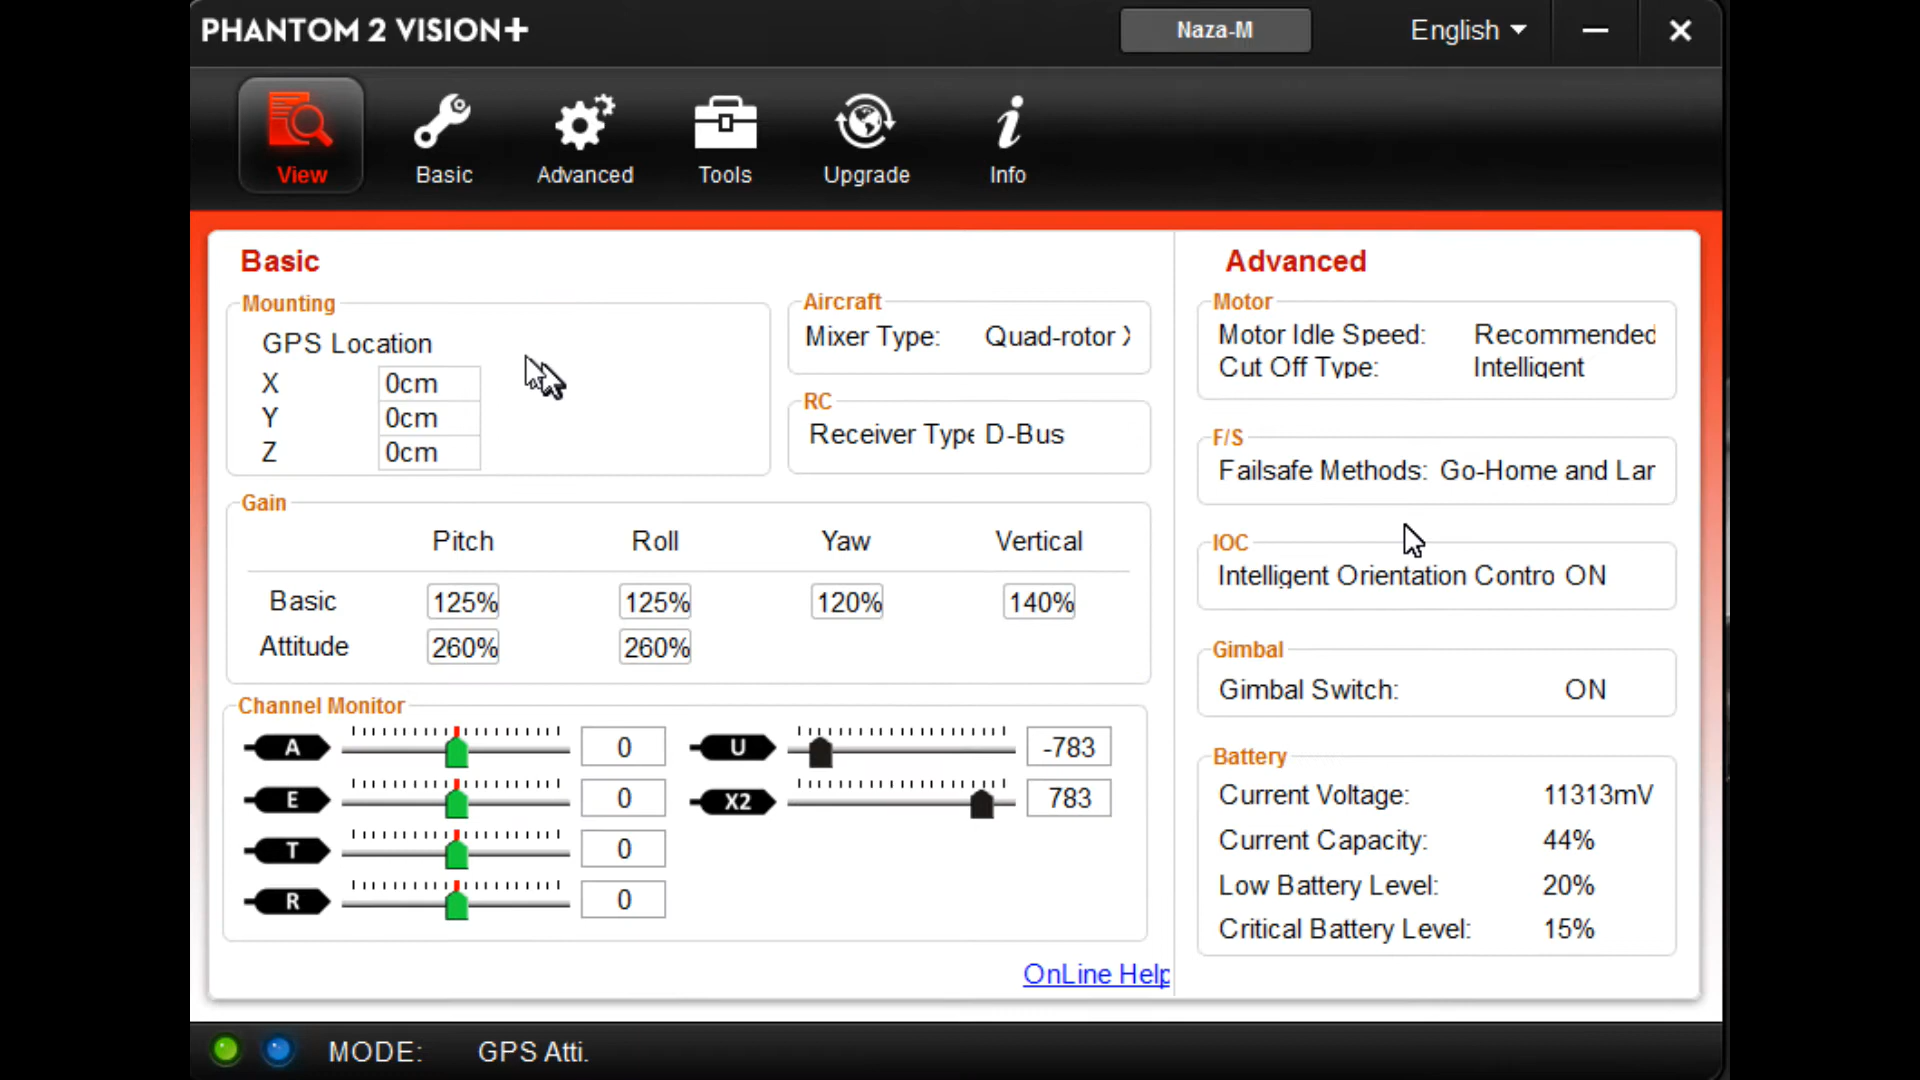 PHANTOM 2 VISION+
Naza-M
English
View
Basic
Advanced
Tools
Upgrade
Info
Basic
Mounting
GPS Location
X 0cm
Y 0cm
Z 0cm
Aircraft
Mixer Type: Quad-rotor X
RC
Receiver Type D-Bus
Gain
Pitch Roll Yaw Vertical
Basic 125% 125% 120% 140%
Attitude 260% 260%
Channel Monitor
A 0 U -783
E 0 X2 783
T 0
R 0
OnLine Help
Advanced
Motor
Motor Idle Speed: Recommended
Cut Off Type: Intelligent
F/S
Failsafe Methods: Go-Home and Lar
IOC
Intelligent Orientation Contro ON
Gimbal
Gimbal Switch: ON
Battery
Current Voltage: 11313mV
Current Capacity: 44%
Low Battery Level: 20%
Critical Battery Level: 15%
MODE: GPS Atti.